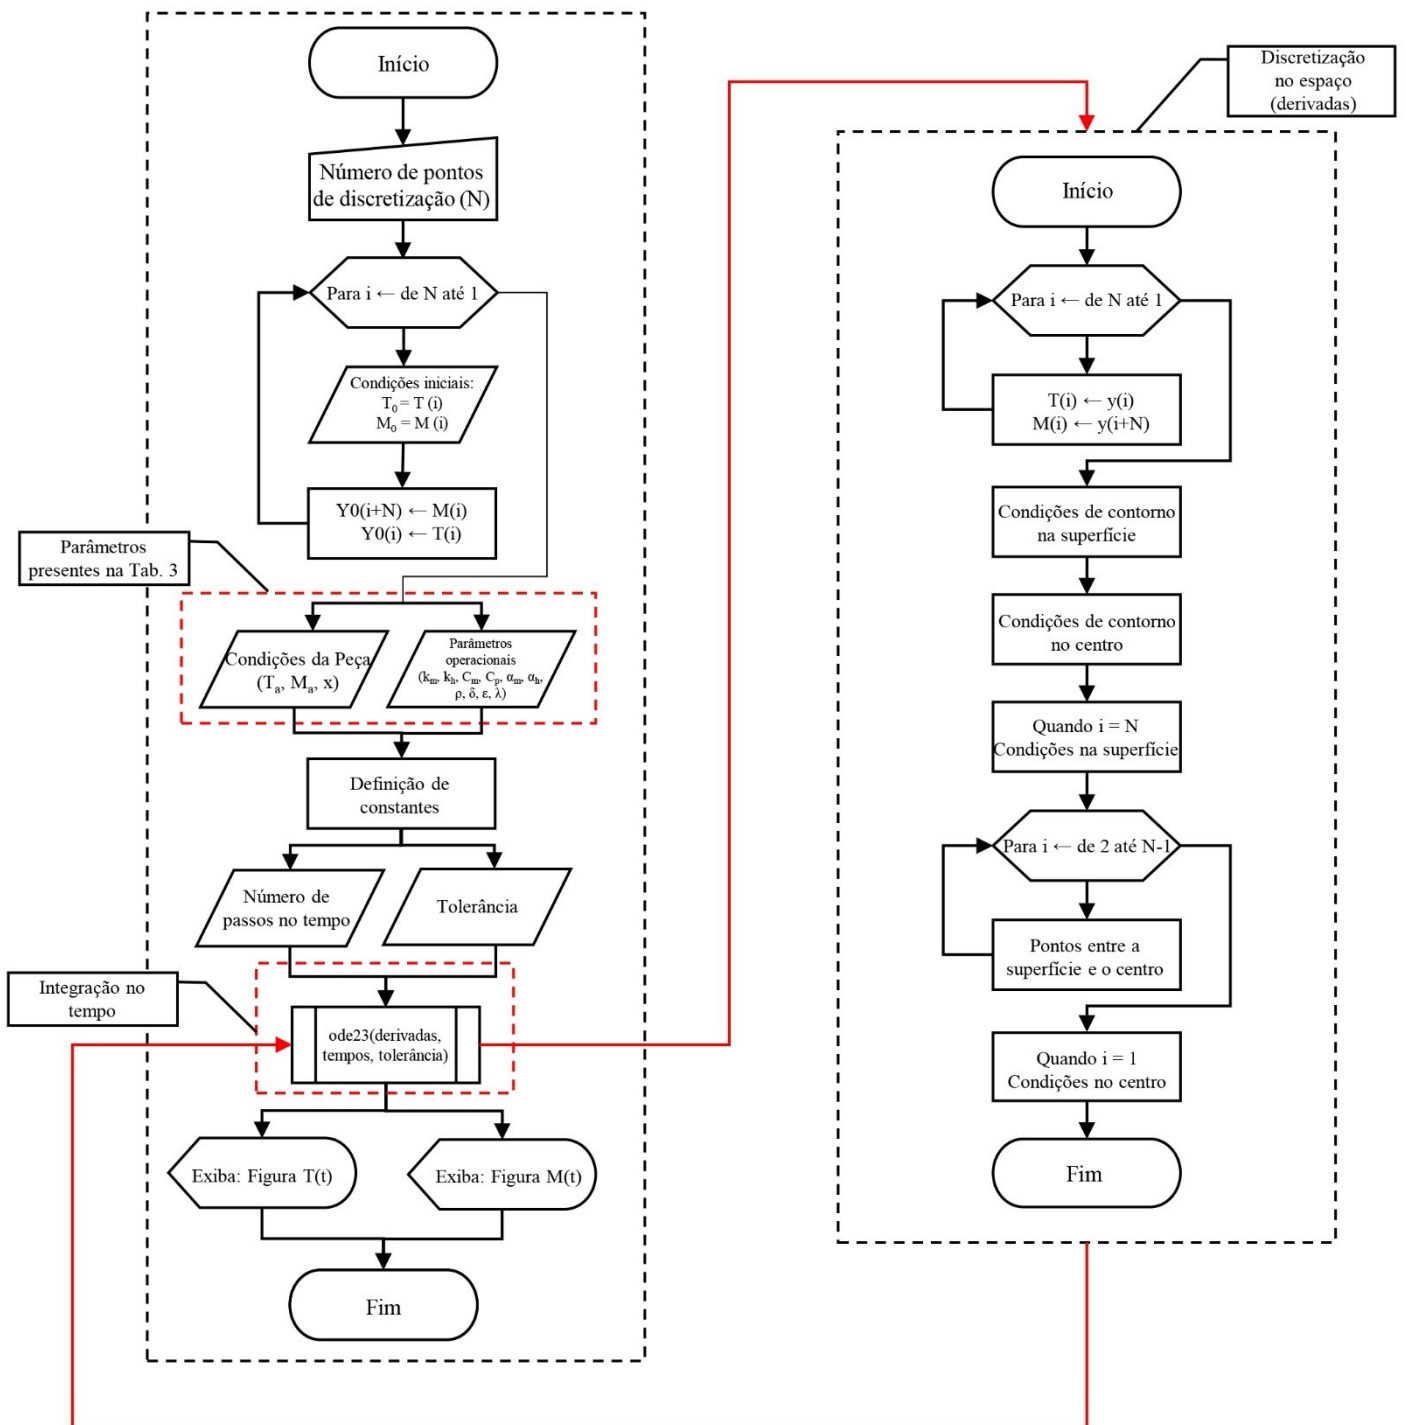 Início
Número de pontos
de discretização (N)
Para i ← de N até 1
Condições iniciais:
T₀ = T (i)
M₀ = M (i)
Y0(i+N) ← M(i)
Y0(i) ← T(i)
Parâmetros
presentes na Tab. 3
Condições da Peça
(Tₐ, Mₐ, x)
Parâmetros
operacionais
(kₘ, kₕ, Cₘ, Cₚ, αₘ, αₕ,
ρ, δ, ε, λ)
Definição de
constantes
Número de
passos no tempo
Tolerância
Integração no
tempo
ode23(derivadas,
tempos, tolerância)
Exiba: Figura T(t)
Exiba: Figura M(t)
Fim
Discretização
no espaço
(derivadas)
Início
Para i ← de N até 1
T(i) ← y(i)
M(i) ← y(i+N)
Condições de contorno
na superfície
Condições de contorno
no centro
Quando i = N
Condições na superfície
Para i ← de 2 até N-1
Pontos entre a
superfície e o centro
Quando i = 1
Condições no centro
Fim